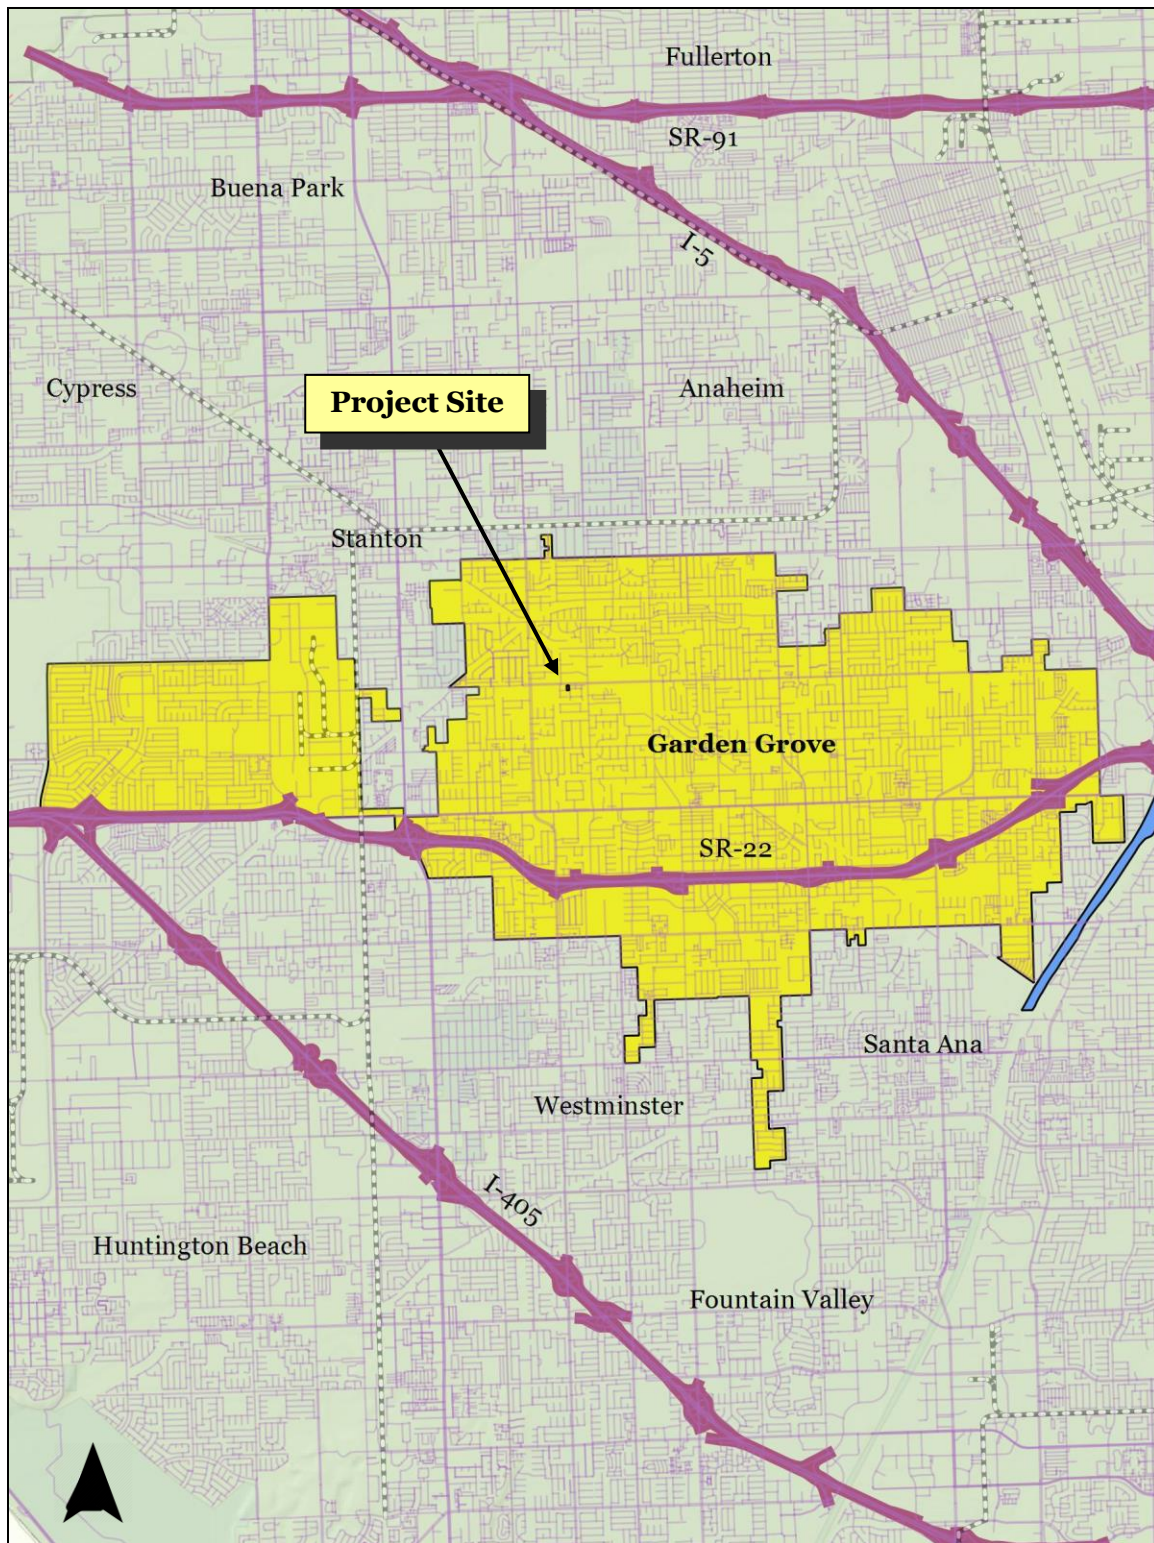 Fullerton
SR-91
Buena Park
I-5
Cypress
Anaheim
Project Site
Stanton
Garden Grove
SR-22
Santa Ana
Westminster
I-405
Huntington Beach
Fountain Valley